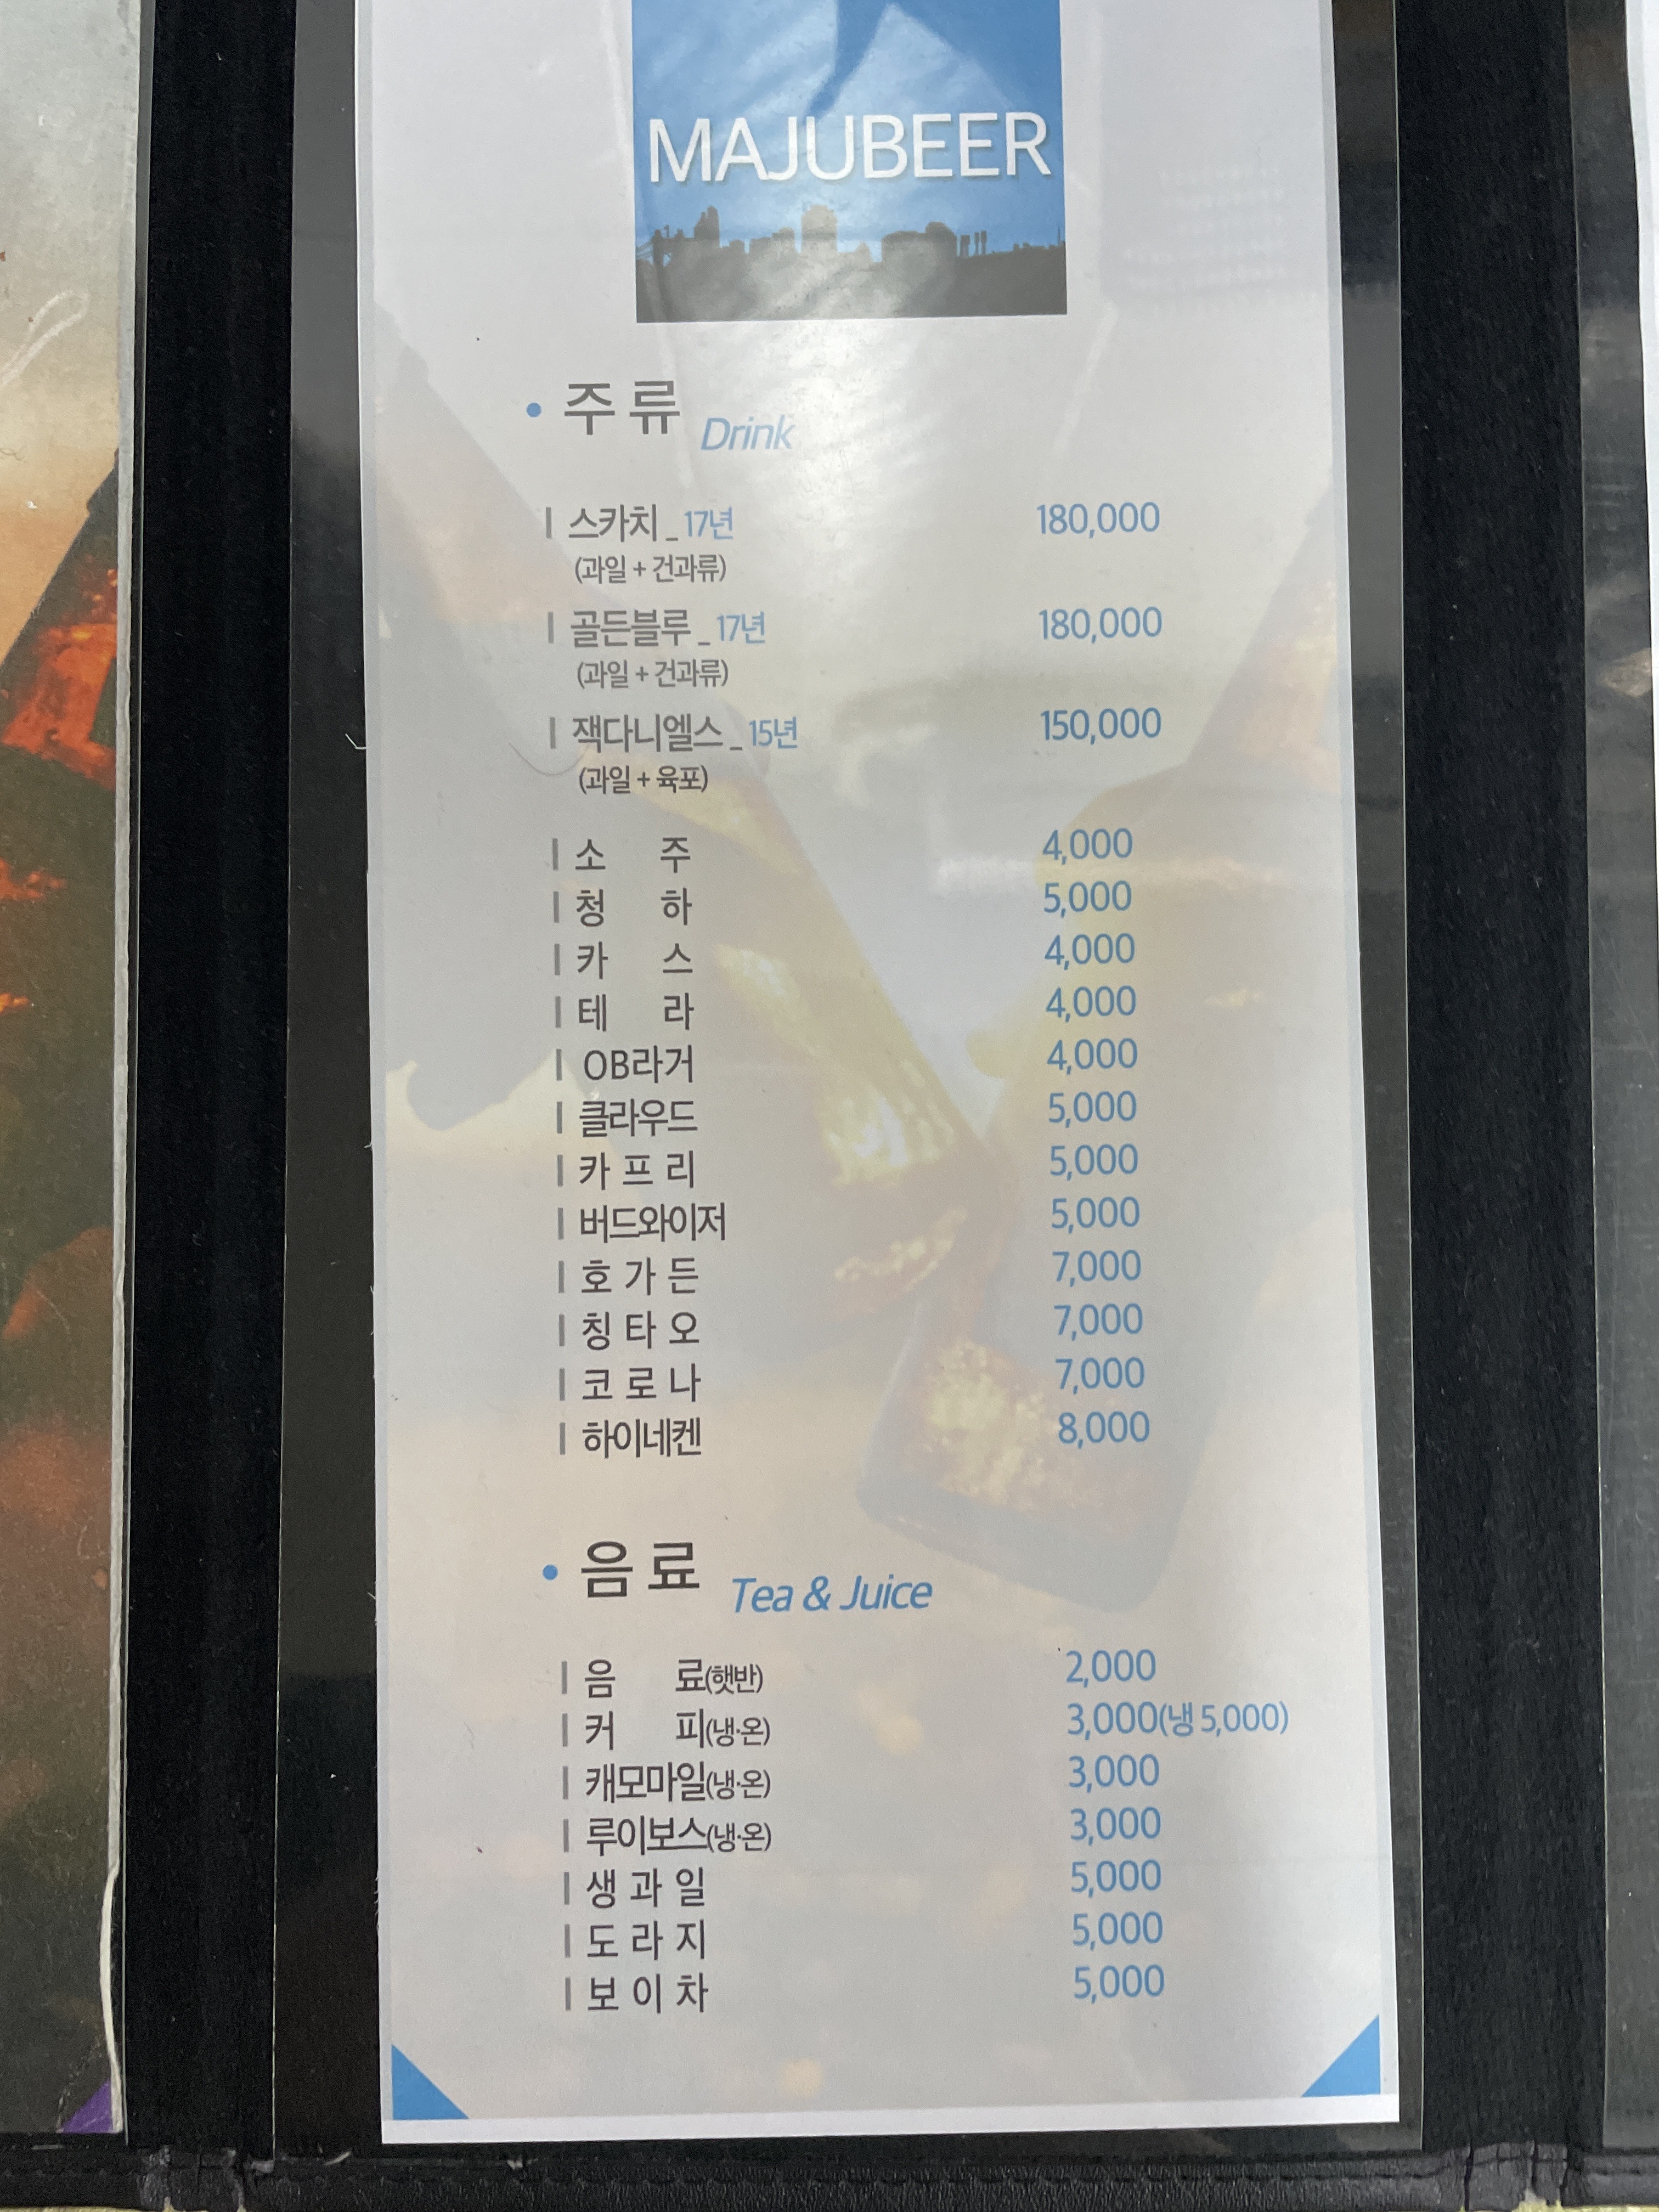 MAJUBEER
• 주류 Drink
| 스카치 _ 17년 180,000
(과일 + 건과류)
| 골든블루 _ 17년 180,000
(과일 + 건과류)
| 잭다니엘스 _ 15년 150,000
(과일 + 육포)
| 소 주 4,000
| 청 하 5,000
| 카 스 4,000
| 테 라 4,000
| OB라거 4,000
| 클라우드 5,000
| 카 프 리 5,000
| 버드와이저 5,000
| 호 가 든 7,000
| 칭 타 오 7,000
| 코 로 나 7,000
| 하이네켄 8,000
• 음료 Tea & Juice
| 음 료(햇반) 2,000
| 커 피(냉·온) 3,000(냉 5,000)
| 캐모마일(냉·온) 3,000
| 루이보스(냉·온) 3,000
| 생 과 일 5,000
| 도 라 지 5,000
| 보 이 차 5,000